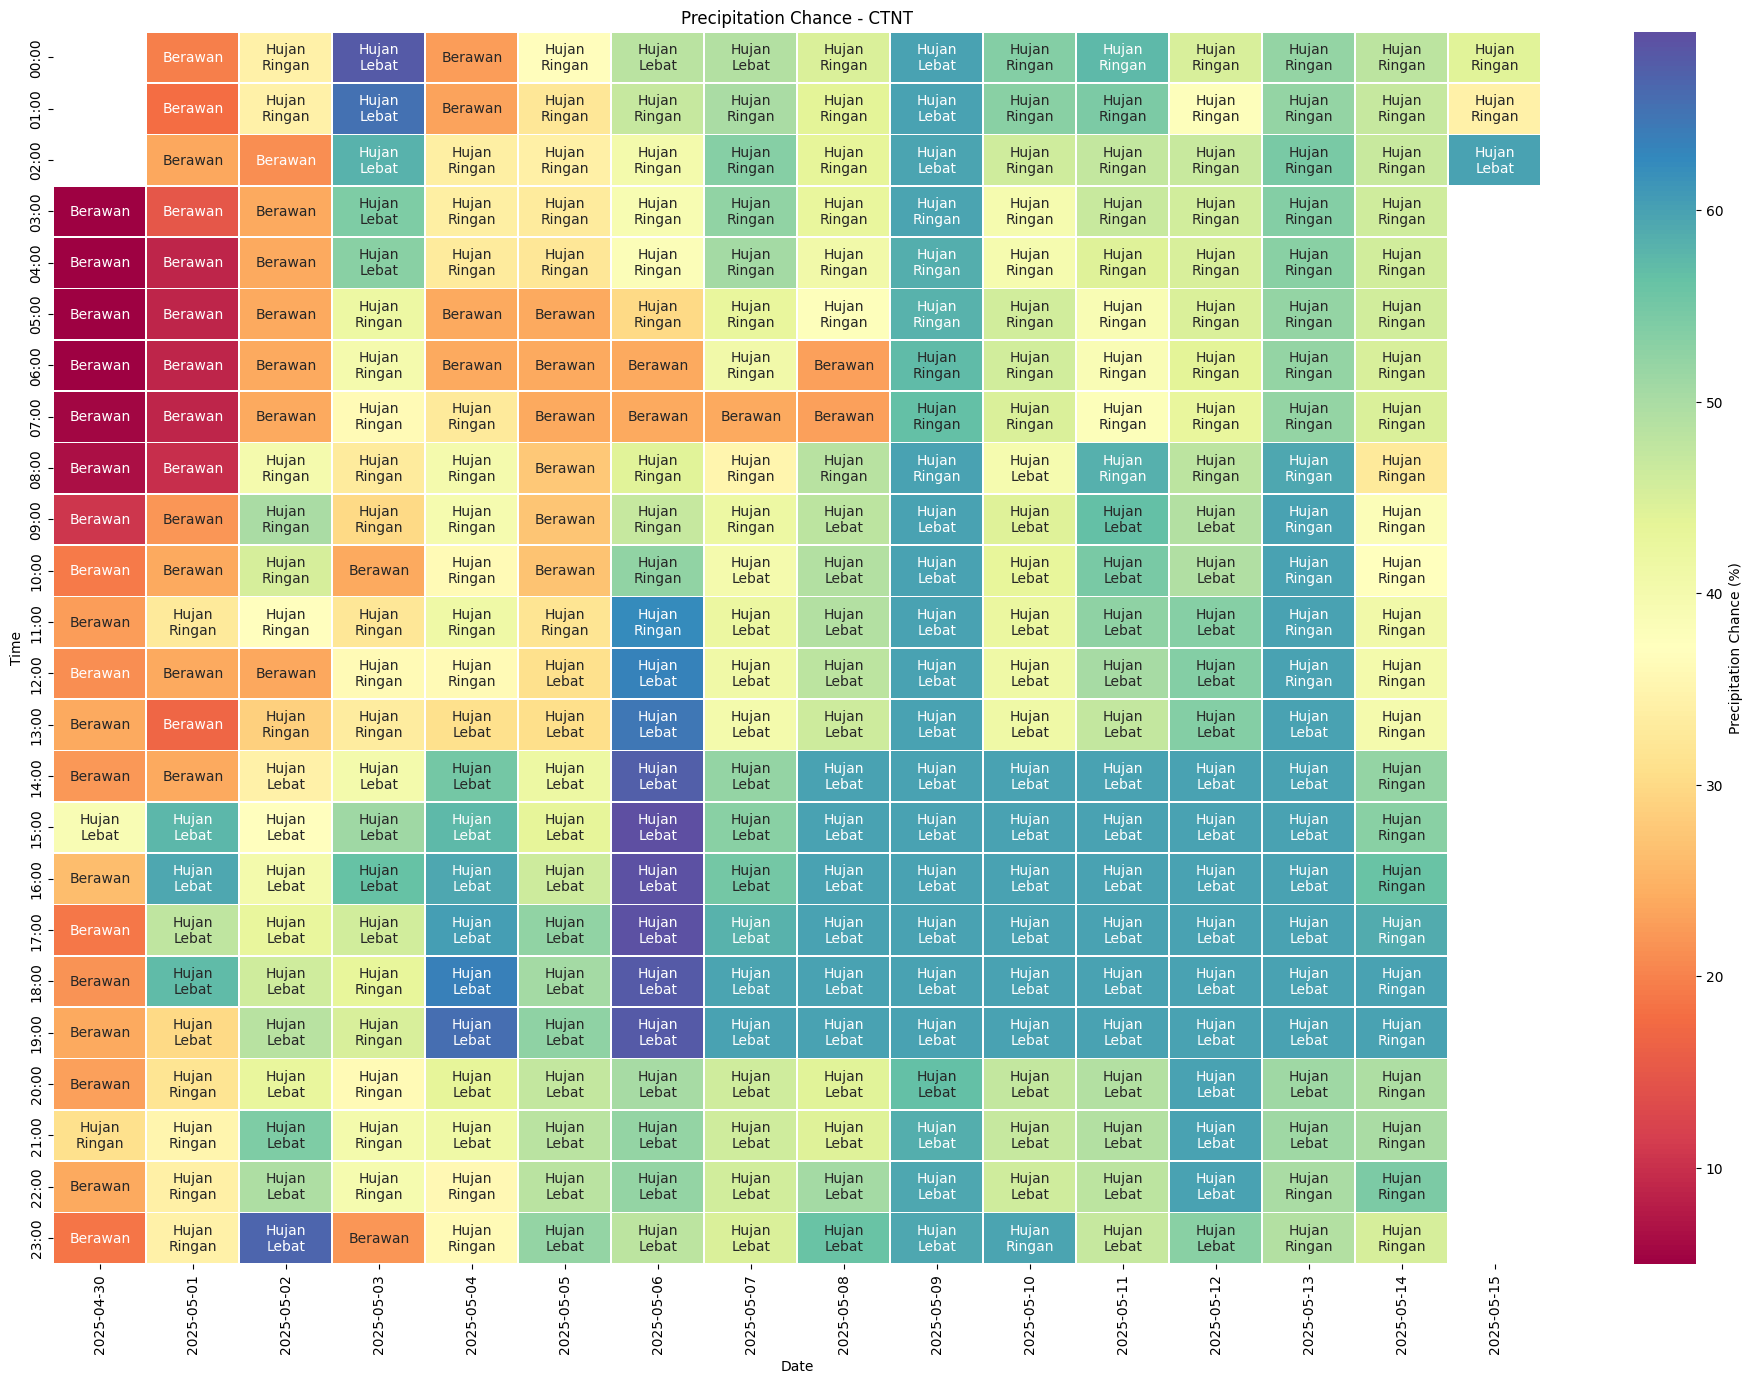 Precipitation Chance - CTNT
00:00 Berawan Hujan Ringan Hujan Lebat Berawan Hujan Ringan Hujan Lebat Hujan Lebat Hujan Ringan Hujan Lebat Hujan Ringan Hujan Ringan Hujan Ringan Hujan Ringan Hujan Ringan Hujan Ringan
01:00 Berawan Hujan Ringan Hujan Lebat Berawan Hujan Ringan Hujan Ringan Hujan Ringan Hujan Ringan Hujan Lebat Hujan Ringan Hujan Ringan Hujan Ringan Hujan Ringan Hujan Ringan Hujan Ringan
02:00 Berawan Berawan Hujan Lebat Hujan Ringan Hujan Ringan Hujan Ringan Hujan Ringan Hujan Ringan Hujan Lebat Hujan Ringan Hujan Ringan Hujan Ringan Hujan Ringan Hujan Ringan Hujan Lebat
03:00 Berawan Berawan Berawan Hujan Lebat Hujan Ringan Hujan Ringan Hujan Ringan Hujan Ringan Hujan Ringan Hujan Ringan Hujan Ringan Hujan Ringan Hujan Ringan Hujan Ringan Hujan Ringan
04:00 Berawan Berawan Berawan Hujan Lebat Hujan Ringan Hujan Ringan Hujan Ringan Hujan Ringan Hujan Ringan Hujan Ringan Hujan Ringan Hujan Ringan Hujan Ringan Hujan Ringan Hujan Ringan
05:00 Berawan Berawan Berawan Hujan Ringan Berawan Berawan Hujan Ringan Hujan Ringan Hujan Ringan Hujan Ringan Hujan Ringan Hujan Ringan Hujan Ringan Hujan Ringan Hujan Ringan
06:00 Berawan Berawan Berawan Hujan Ringan Berawan Berawan Berawan Hujan Ringan Berawan Hujan Ringan Hujan Ringan Hujan Ringan Hujan Ringan Hujan Ringan Hujan Ringan
07:00 Berawan Berawan Berawan Hujan Ringan Hujan Ringan Berawan Berawan Berawan Berawan Hujan Ringan Hujan Ringan Hujan Ringan Hujan Ringan Hujan Ringan Hujan Ringan
08:00 Berawan Berawan Hujan Ringan Hujan Ringan Hujan Ringan Berawan Hujan Ringan Hujan Ringan Hujan Ringan Hujan Ringan Hujan Lebat Hujan Ringan Hujan Ringan Hujan Ringan Hujan Ringan
09:00 Berawan Berawan Hujan Ringan Hujan Ringan Hujan Ringan Berawan Hujan Ringan Hujan Ringan Hujan Lebat Hujan Lebat Hujan Lebat Hujan Lebat Hujan Lebat Hujan Ringan Hujan Ringan
10:00 Berawan Berawan Hujan Ringan Berawan Hujan Ringan Berawan Hujan Ringan Hujan Lebat Hujan Lebat Hujan Lebat Hujan Lebat Hujan Lebat Hujan Lebat Hujan Ringan Hujan Ringan
11:00 Berawan Hujan Ringan Hujan Ringan Hujan Ringan Hujan Ringan Hujan Ringan Hujan Ringan Hujan Lebat Hujan Lebat Hujan Lebat Hujan Lebat Hujan Lebat Hujan Lebat Hujan Ringan Hujan Ringan
Time
12:00 Berawan Berawan Berawan Hujan Ringan Hujan Ringan Hujan Lebat Hujan Lebat Hujan Lebat Hujan Lebat Hujan Lebat Hujan Lebat Hujan Lebat Hujan Lebat Hujan Ringan Hujan Ringan
13:00 Berawan Berawan Hujan Ringan Hujan Ringan Hujan Lebat Hujan Lebat Hujan Lebat Hujan Lebat Hujan Lebat Hujan Lebat Hujan Lebat Hujan Lebat Hujan Lebat Hujan Lebat Hujan Ringan
14:00 Berawan Berawan Hujan Lebat Hujan Lebat Hujan Lebat Hujan Lebat Hujan Lebat Hujan Lebat Hujan Lebat Hujan Lebat Hujan Lebat Hujan Lebat Hujan Lebat Hujan Lebat Hujan Ringan
15:00 Hujan Lebat Hujan Lebat Hujan Lebat Hujan Lebat Hujan Lebat Hujan Lebat Hujan Lebat Hujan Lebat Hujan Lebat Hujan Lebat Hujan Lebat Hujan Lebat Hujan Lebat Hujan Lebat Hujan Ringan
16:00 Berawan Hujan Lebat Hujan Lebat Hujan Lebat Hujan Lebat Hujan Lebat Hujan Lebat Hujan Lebat Hujan Lebat Hujan Lebat Hujan Lebat Hujan Lebat Hujan Lebat Hujan Lebat Hujan Ringan
17:00 Berawan Hujan Lebat Hujan Lebat Hujan Lebat Hujan Lebat Hujan Lebat Hujan Lebat Hujan Lebat Hujan Lebat Hujan Lebat Hujan Lebat Hujan Lebat Hujan Lebat Hujan Lebat Hujan Ringan
18:00 Berawan Hujan Lebat Hujan Lebat Hujan Ringan Hujan Lebat Hujan Lebat Hujan Lebat Hujan Lebat Hujan Lebat Hujan Lebat Hujan Lebat Hujan Lebat Hujan Lebat Hujan Lebat Hujan Ringan
19:00 Berawan Hujan Lebat Hujan Lebat Hujan Ringan Hujan Lebat Hujan Lebat Hujan Lebat Hujan Lebat Hujan Lebat Hujan Lebat Hujan Lebat Hujan Lebat Hujan Lebat Hujan Lebat Hujan Ringan
20:00 Berawan Hujan Ringan Hujan Lebat Hujan Ringan Hujan Lebat Hujan Lebat Hujan Lebat Hujan Lebat Hujan Lebat Hujan Lebat Hujan Lebat Hujan Lebat Hujan Lebat Hujan Lebat Hujan Ringan
21:00 Hujan Ringan Hujan Ringan Hujan Lebat Hujan Ringan Hujan Lebat Hujan Lebat Hujan Lebat Hujan Lebat Hujan Lebat Hujan Lebat Hujan Lebat Hujan Lebat Hujan Lebat Hujan Lebat Hujan Ringan
22:00 Berawan Hujan Ringan Hujan Lebat Hujan Ringan Hujan Ringan Hujan Lebat Hujan Lebat Hujan Lebat Hujan Lebat Hujan Lebat Hujan Lebat Hujan Lebat Hujan Lebat Hujan Ringan Hujan Ringan
23:00 Berawan Hujan Ringan Hujan Lebat Berawan Hujan Ringan Hujan Lebat Hujan Lebat Hujan Lebat Hujan Lebat Hujan Lebat Hujan Ringan Hujan Lebat Hujan Lebat Hujan Ringan Hujan Ringan
2025-04-30 2025-05-01 2025-05-02 2025-05-03 2025-05-04 2025-05-05 2025-05-06 2025-05-07 2025-05-08 2025-05-09 2025-05-10 2025-05-11 2025-05-12 2025-05-13 2025-05-14 2025-05-15
Date
60
50
40
30
20
10
Precipitation Chance (%)